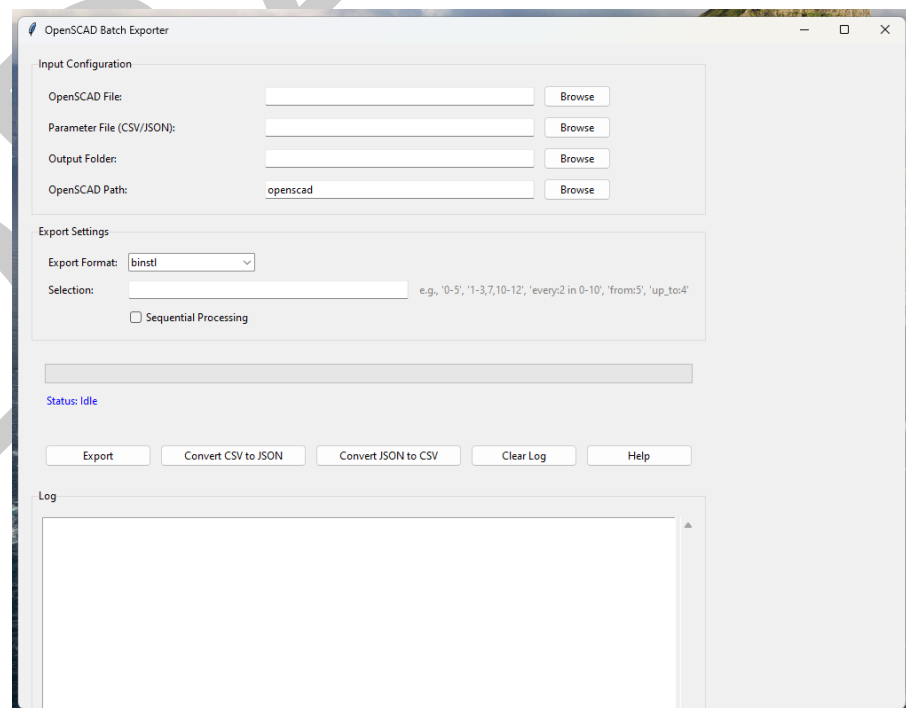 OpenSCAD Batch Exporter
Input Configuration
OpenSCAD File: Browse
Parameter File (CSV/JSON): Browse
Output Folder: Browse
OpenSCAD Path: openscad Browse
Export Settings
Export Format: binstl
Selection: e.g., '0-5', '1-3,7,10-12', 'every:2 in 0-10', 'from:5', 'up_to:4'
Sequential Processing
Status: Idle
Export Convert CSV to JSON Convert JSON to CSV Clear Log Help
Log